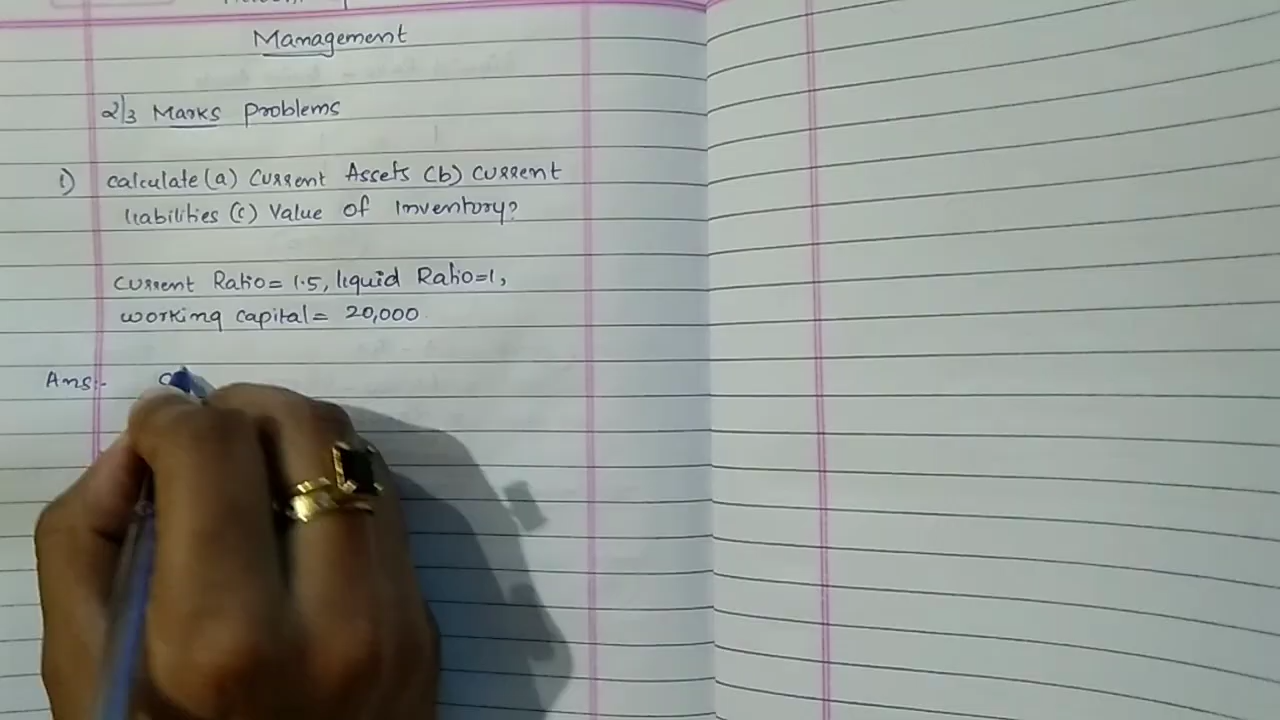 Management
2/3 Marks Problems
1) Calculate (a) Current Assets (b) Current
liabilities (c) Value of Inventory?
Current Ratio = 1.5, liquid Ratio=1,
working capital = 20,000
Ans:- C